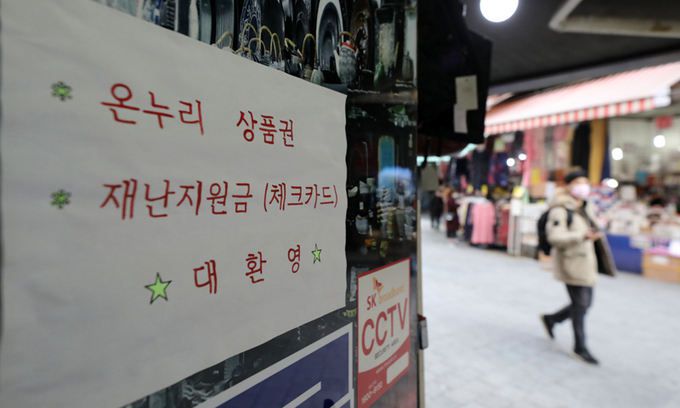 온누리 상품권
재난지원금 (체크카드)
대 환 영
SK broadband
CCTV